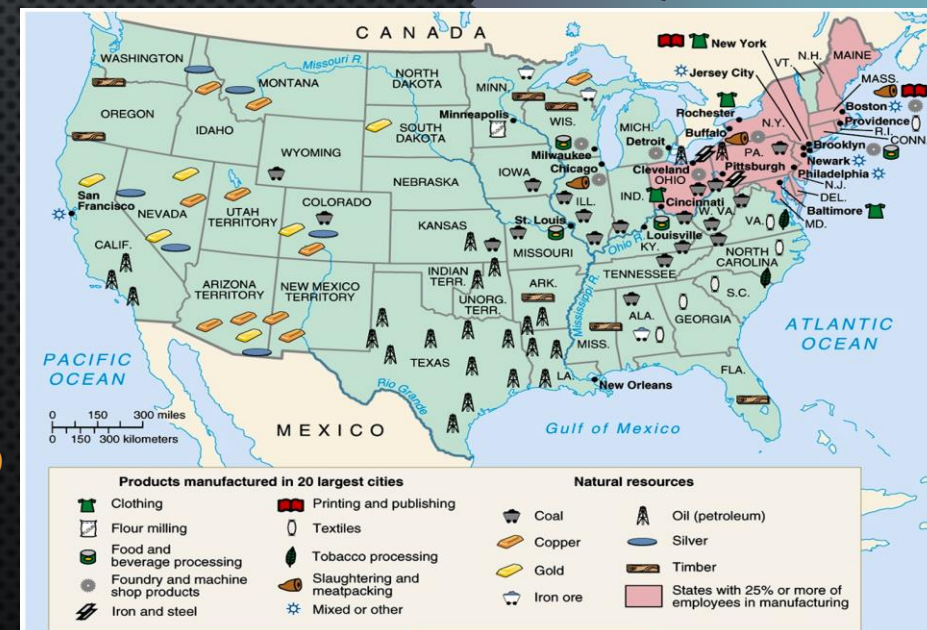 CANADA
WASHINGTON
Missouri R.
MONTANA
NORTH
DAKOTA
MINN.
OREGON
IDAHO
SOUTH
DAKOTA
Minneapolis
WIS.
MICH.
WYOMING
Milwaukee
Detroit
Chicago
NEBRASKA
IOWA
ILL.
IND.
OHIO
Cleveland
San
Francisco
NEVADA
UTAH
TERRITORY
COLORADO
KANSAS
St. Louis
MISSOURI
Ohio R.
Louisville
KY.
Cincinnati
W. VA.
VA.
CALIF.
ARIZONA
TERRITORY
NEW MEXICO
TERRITORY
INDIAN
TERR.
UNORG.
TERR.
ARK.
TENNESSEE
NORTH
CAROLINA
S.C.
TEXAS
Mississippi R.
MISS.
ALA.
GEORGIA
LA.
New Orleans
FLA.
New York
Jersey City
VT.
N.H.
MAINE
MASS.
Boston
Providence
R.I.
CONN.
Rochester
Buffalo
N.Y.
PA.
Pittsburgh
Brooklyn
Newark
Philadelphia
N.J.
DEL.
Baltimore
MD.
PACIFIC
OCEAN
ATLANTIC
OCEAN
Rio Grande
MEXICO
Gulf of Mexico
0 150 300 miles
0 150 300 kilometers
Products manufactured in 20 largest cities
Clothing
Flour milling
Food and
beverage processing
Foundry and machine
shop products
Iron and steel
Printing and publishing
Textiles
Tobacco processing
Slaughtering and
meatpacking
Mixed or other
Natural resources
Coal
Copper
Gold
Iron ore
Oil (petroleum)
Silver
Timber
States with 25% or more of
employees in manufacturing